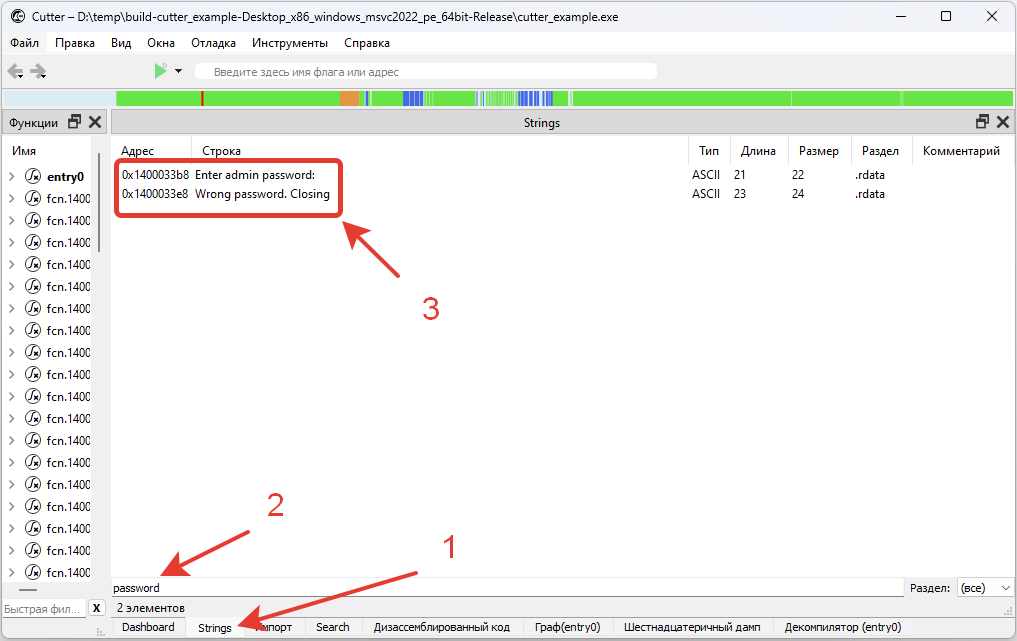 Cutter – D:\temp\build-cutter_example-Desktop_x86_windows_msvc2022_pe_64bit-Release\cutter_example.exe
Файл Правка Вид Окна Отладка Инструменты Справка
Введите здесь имя флага или адрес
Функции Strings
Имя Адрес Строка Тип Длина Размер Раздел Комментарий
entry0 0x1400033b8 Enter admin password: ASCII 21 22 .rdata
fcn.1400 0x1400033e8 Wrong password. Closing ASCII 23 24 .rdata
fcn.1400
fcn.1400
fcn.1400
fcn.1400
fcn.1400
3
fcn.1400
fcn.1400
fcn.1400
fcn.1400
fcn.1400
fcn.1400
fcn.1400
fcn.1400
fcn.1400
2
fcn.1400
fcn.1400
1
fcn.1400
password Раздел: (все)
Быстрая фил... X 2 элементов
Dashboard Strings мпорт Search Дизассемблированный код Граф(entry0) Шестнадцатеричный дамп Декомпилятор (entry0)